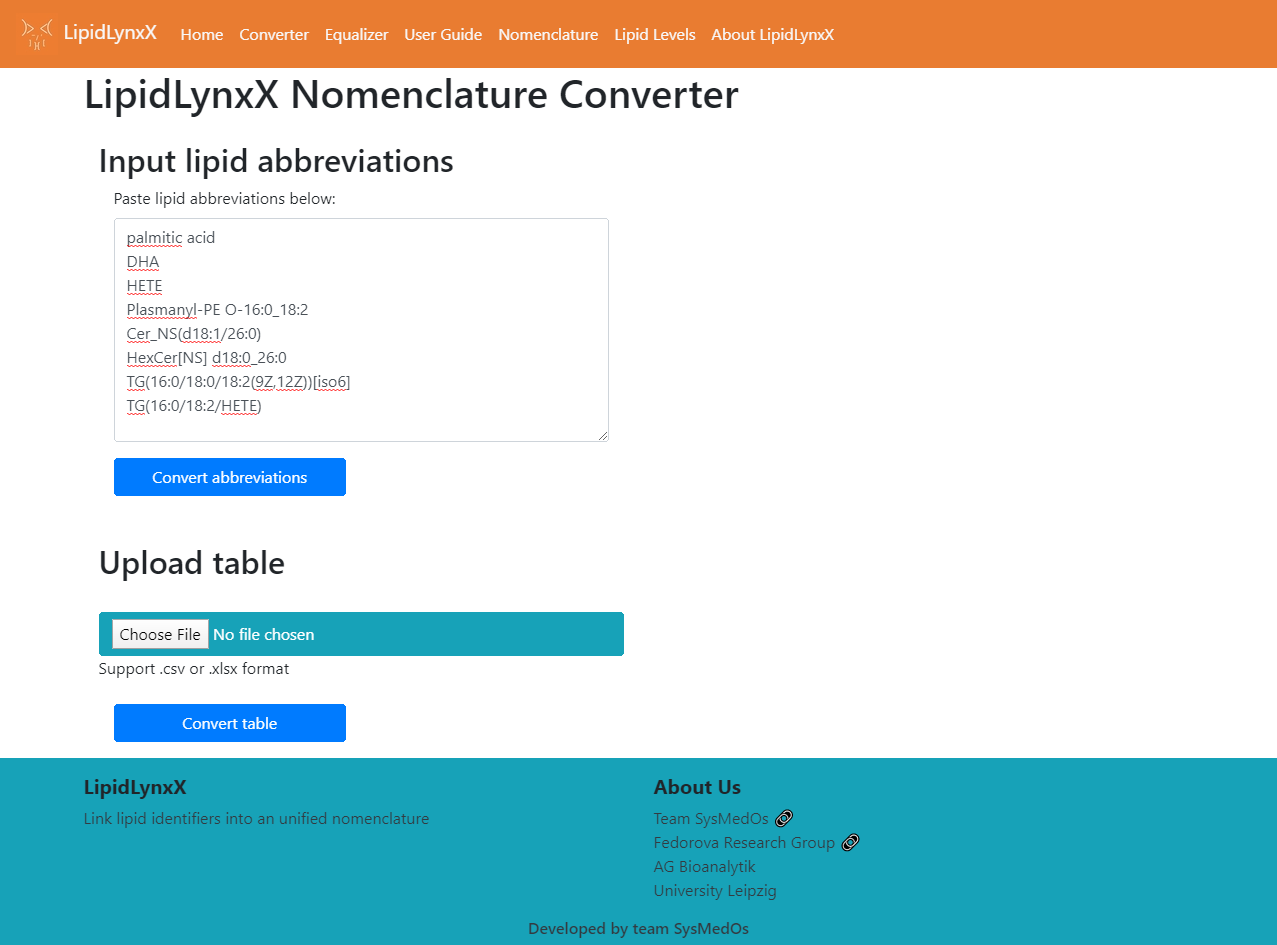 LipidLynxX Home Converter Equalizer User Guide Nomenclature Lipid Levels About LipidLynxX
LipidLynxX Nomenclature Converter
Input lipid abbreviations
Paste lipid abbreviations below:
palmitic acid
DHA
HETE
Plasmanyl-PE O-16:0_18:2
Cer_NS(d18:1/26:0)
HexCer[NS] d18:0_26:0
TG(16:0/18:0/18:2(9Z,12Z))[iso6]
TG(16:0/18:2/HETE)
Convert abbreviations
Upload table
Choose File No file chosen
Support .csv or .xlsx format
Convert table
LipidLynxX
Link lipid identifiers into an unified nomenclature
About Us
Team SysMedOs
Fedorova Research Group
AG Bioanalytik
University Leipzig
Developed by team SysMedOs